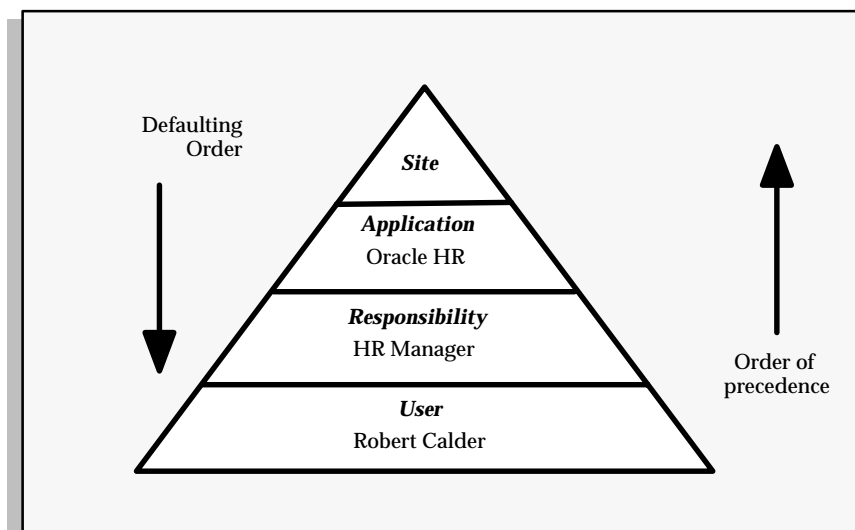 Defaulting
Order
Site
Application
Oracle HR
Responsibility
HR Manager
User
Robert Calder
Order of
precedence